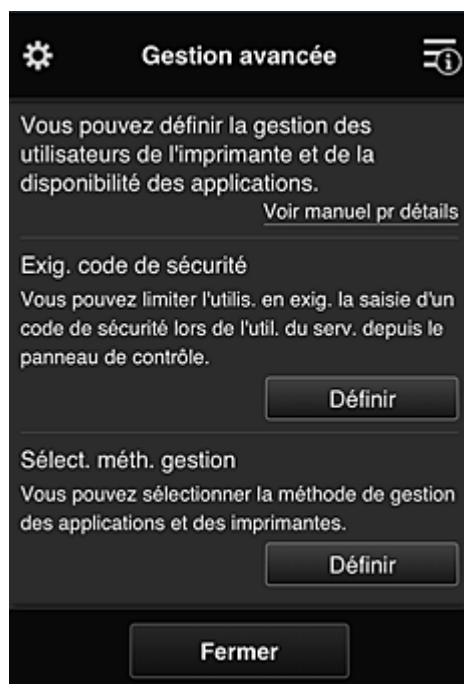 Gestion avancée
Vous pouvez définir la gestion des
utilisateurs de l'imprimante et de la
disponibilité des applications.
Voir manuel pr détails
Exig. code de sécurité
Vous pouvez limiter l'utilis. en exig. la saisie d'un
code de sécurité lors de l'util. du serv. depuis le
panneau de contrôle.
Définir
Sélect. méth. gestion
Vous pouvez sélectionner la méthode de gestion
des applications et des imprimantes.
Définir
Fermer